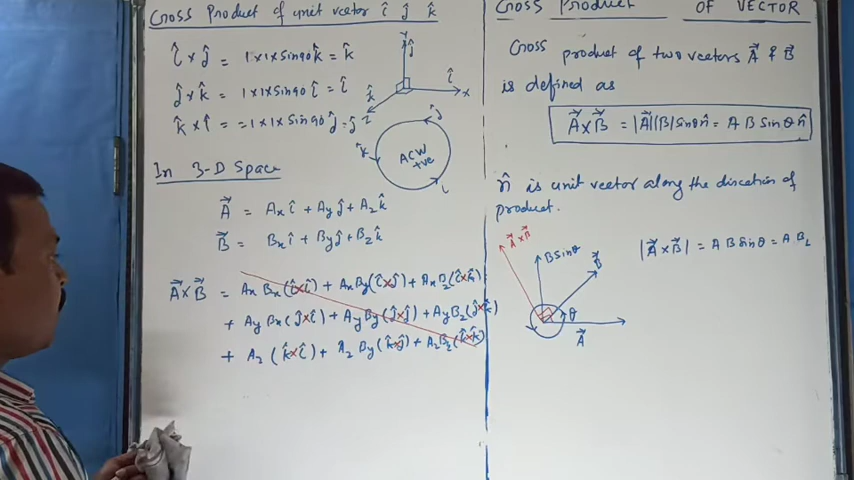 Cross Product of unit vector î ĵ k̂
î × ĵ = 1×1×Sin90 k̂ = k̂
ĵ × k̂ = 1×1×Sin90 î = î
k̂ × î = =1×1×Sin90 ĵ = ĵ
Y
ĵ
î
X
k̂
Z
ĵ
k̂
ACW
+ve
i
In 3-D Space
A⃗ = Ax î + Ay ĵ + Az k̂
B⃗ = Bx î + By ĵ + Bz k̂
A⃗×B⃗ = Ax Bx (î×î) + Ax By (î×ĵ) + Ax Bz (î×k̂)
+ Ay Bx (ĵ×î) + Ay By (ĵ×ĵ) + Ay Bz (ĵ×k̂)
+ Az (k̂×î) + Az By (k̂×ĵ) + Az Bz (k̂×k̂)
Cross Product OF VECTOR
Cross product of two vectors A⃗ & B⃗
is defined as
A⃗×B⃗ = |A⃗||B| Sinθ n̂ = A B Sinθ n̂
n̂ is unit vector along the direction of
product.
A⃗×B⃗
B sinθ
B⃗
θ
A⃗
|A⃗×B⃗| = A B Sinθ = A B⊥